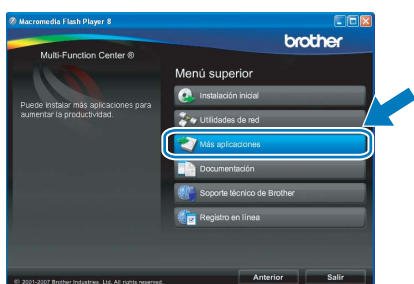 Macromedia Flash Player 8
brother
Multi-Function Center ®
Menú superior
Instalación inicial
Puede instalar más aplicaciones para
aumentar la productividad.
Utilidades de red
Más aplicaciones
Documentación
Soporte técnico de Brother
Registro en línea
© 2001-2007 Brother Industries, Ltd. All rights reserved.
Anterior
Salir